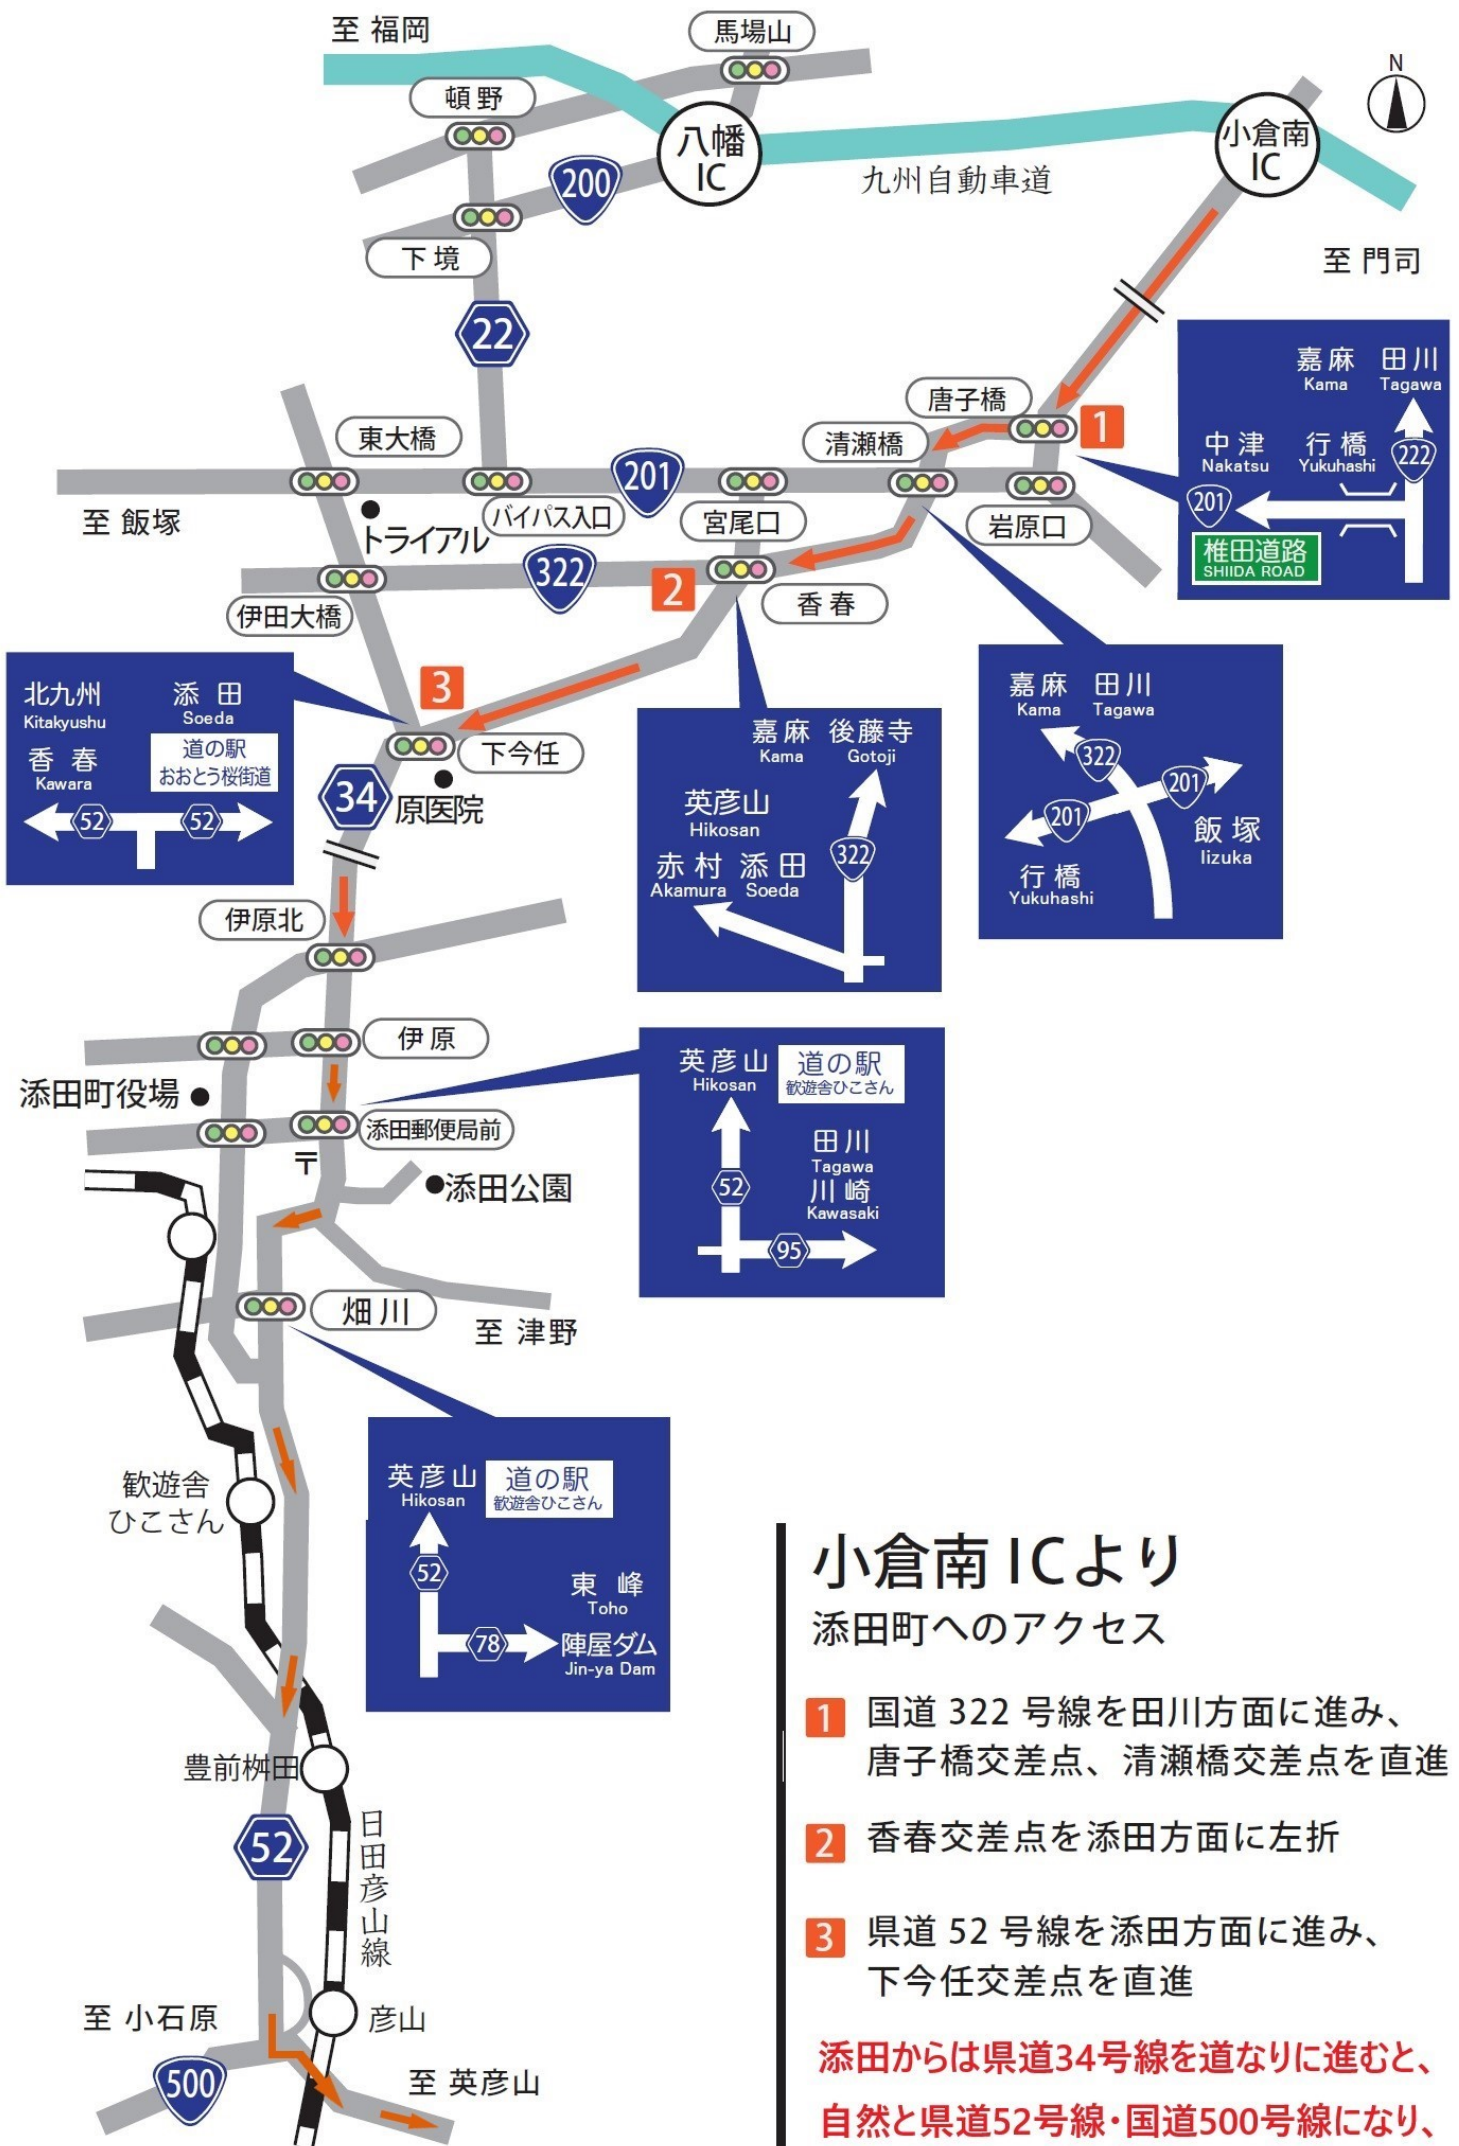 至 福岡
馬場山
N
頓野
八幡
IC
小倉南
IC
200
九州自動車道
下境
至 門司
22
嘉麻 田川
Kama Tagawa
中津 行橋
Nakatsu Yukuhashi
222
201
椎田道路
SHIIDA ROAD
唐子橋
1
東大橋
清瀬橋
201
至 飯塚
バイパス入口
宮尾口
岩原口
トライアル
322
2
伊田大橋
香春
3
北九州 添田
Kitakyushu Soeda
香春
Kawara
道の駅
おおとう桜街道
52 52
下今任
34
原医院
嘉麻 後藤寺
Kama Gotoji
英彦山
Hikosan
322
赤村 添田
Akamura Soeda
嘉麻 田川
Kama Tagawa
322
201
201
飯塚
Iizuka
行橋
Yukuhashi
伊原北
伊原
添田町役場
添田郵便局前
〒
添田公園
英彦山
Hikosan
道の駅
歓遊舎ひこさん
田川
Tagawa
52
川崎
Kawasaki
95
畑川
至 津野
英彦山
Hikosan
道の駅
歓遊舎ひこさん
52
東峰
Toho
78
陣屋ダム
Jin-ya Dam
歓遊舎
ひこさん
豊前桝田
52
日田彦山線
至 小石原
彦山
500
至 英彦山
小倉南 ICより
添田町へのアクセス
1 国道 322 号線を田川方面に進み、
唐子橋交差点、清瀬橋交差点を直進
2 香春交差点を添田方面に左折
3 県道 52 号線を添田方面に進み、
下今任交差点を直進
添田からは県道34号線を道なりに進むと、
自然と県道52号線・国道500号線になり、